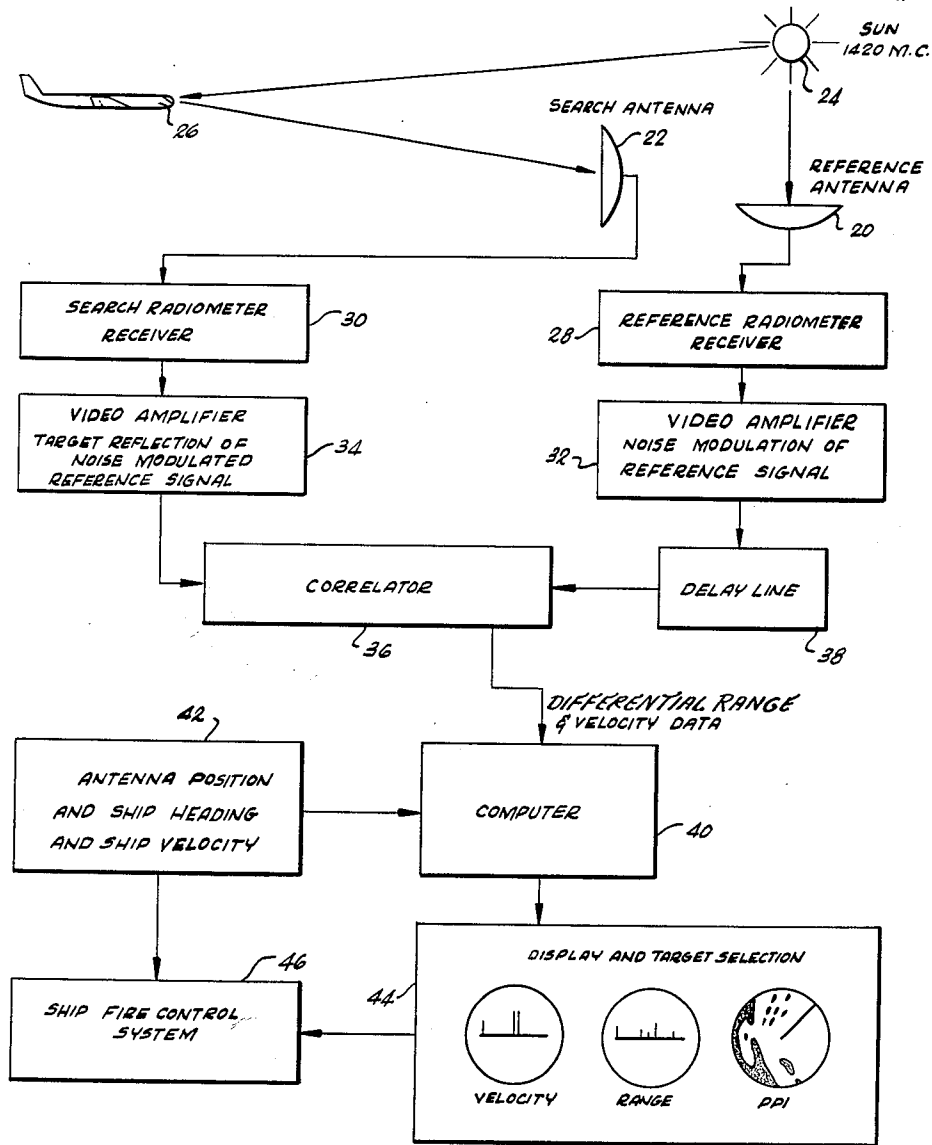 SUN
1420 M.C.
24
26
SEARCH ANTENNA
22
REFERENCE
ANTENNA
20
SEARCH RADIOMETER
RECEIVER
30
28
REFERENCE RADIOMETER
RECEIVER
VIDEO AMPLIFIER
TARGET REFLECTION OF
NOISE MODULATED
REFERENCE SIGNAL
34
VIDEO AMPLIFIER
NOISE MODULATION OF
REFERENCE SIGNAL
32
CORRELATOR
36
DELAY LINE
38
DIFFERENTIAL RANGE
& VELOCITY DATA
42
ANTENNA POSITION
AND SHIP HEADING
AND SHIP VELOCITY
COMPUTER
40
46
SHIP FIRE CONTROL
SYSTEM
44
DISPLAY AND TARGET SELECTION
VELOCITY
RANGE
PPI